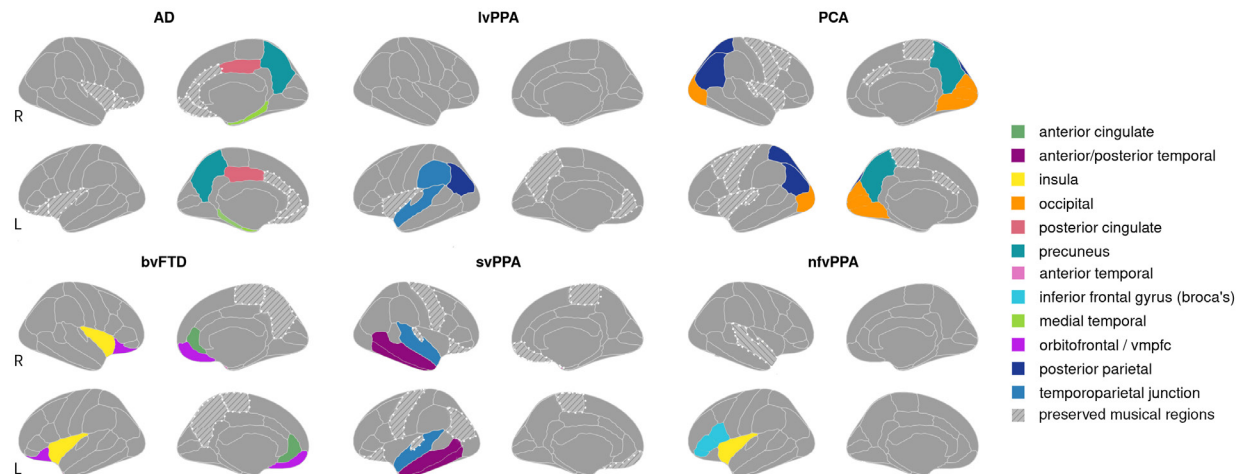 AD
lvPPA
PCA
R
L
anterior cingulate
anterior/posterior temporal
insula
occipital
posterior cingulate
precuneus
anterior temporal
inferior frontal gyrus (broca's)
medial temporal
orbitofrontal / vmpfc
posterior parietal
temporoparietal junction
preserved musical regions
bvFTD
svPPA
nfvPPA
R
L